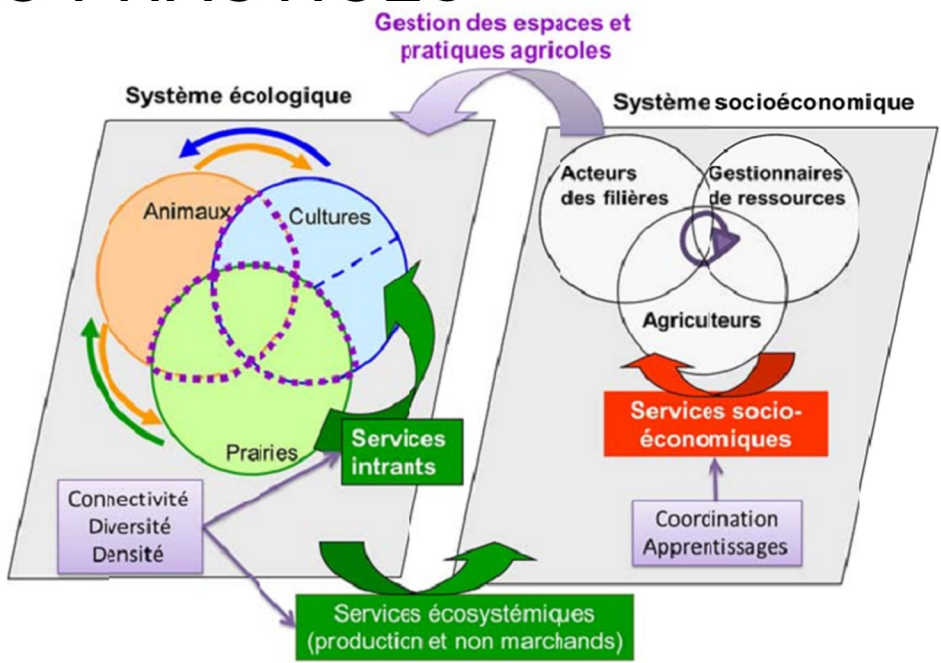 Gestion des espaces et
pratiques agricoles
Système écologique
Système socioéconomique
Animaux
Cultures
Prairies
Acteurs
des filières
Gestionnaires
de ressources
Agriculteurs
Services
intrants
Services socio-
économiques
Connectivité
Diversité
Densité
Coordination
Apprentissages
Services écosystémiques
(production et non marchands)